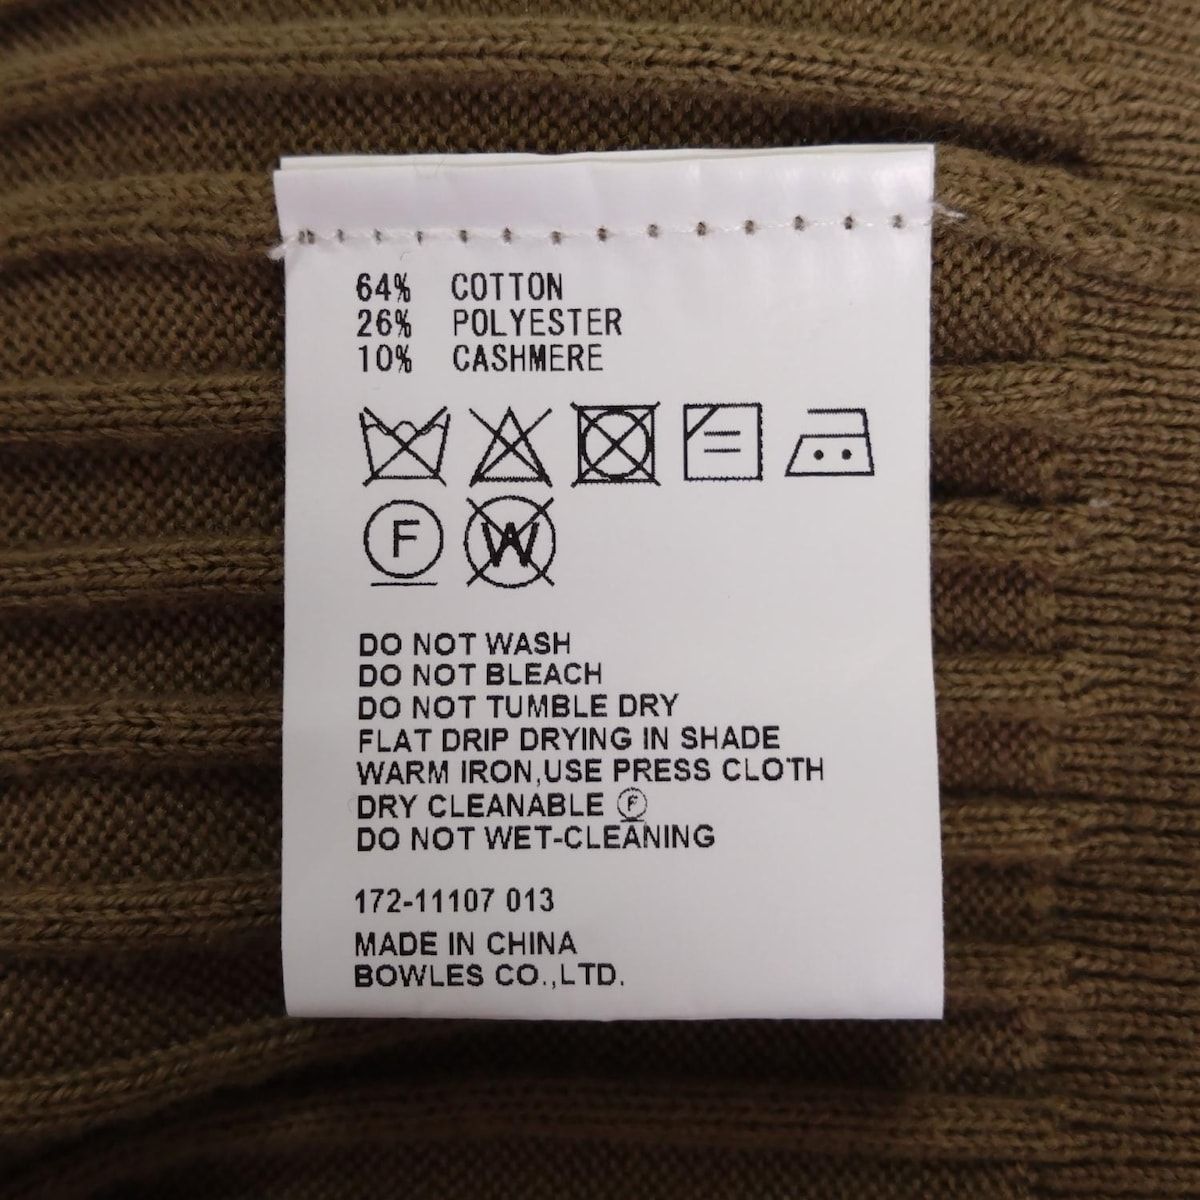 64% COTTON
26% POLYESTER
10% CASHMERE
F W
DO NOT WASH
DO NOT BLEACH
DO NOT TUMBLE DRY
FLAT DRIP DRYING IN SHADE
WARM IRON,USE PRESS CLOTH
DRY CLEANABLE Ⓕ
DO NOT WET-CLEANING
172-11107 013
MADE IN CHINA
BOWLES CO.,LTD.